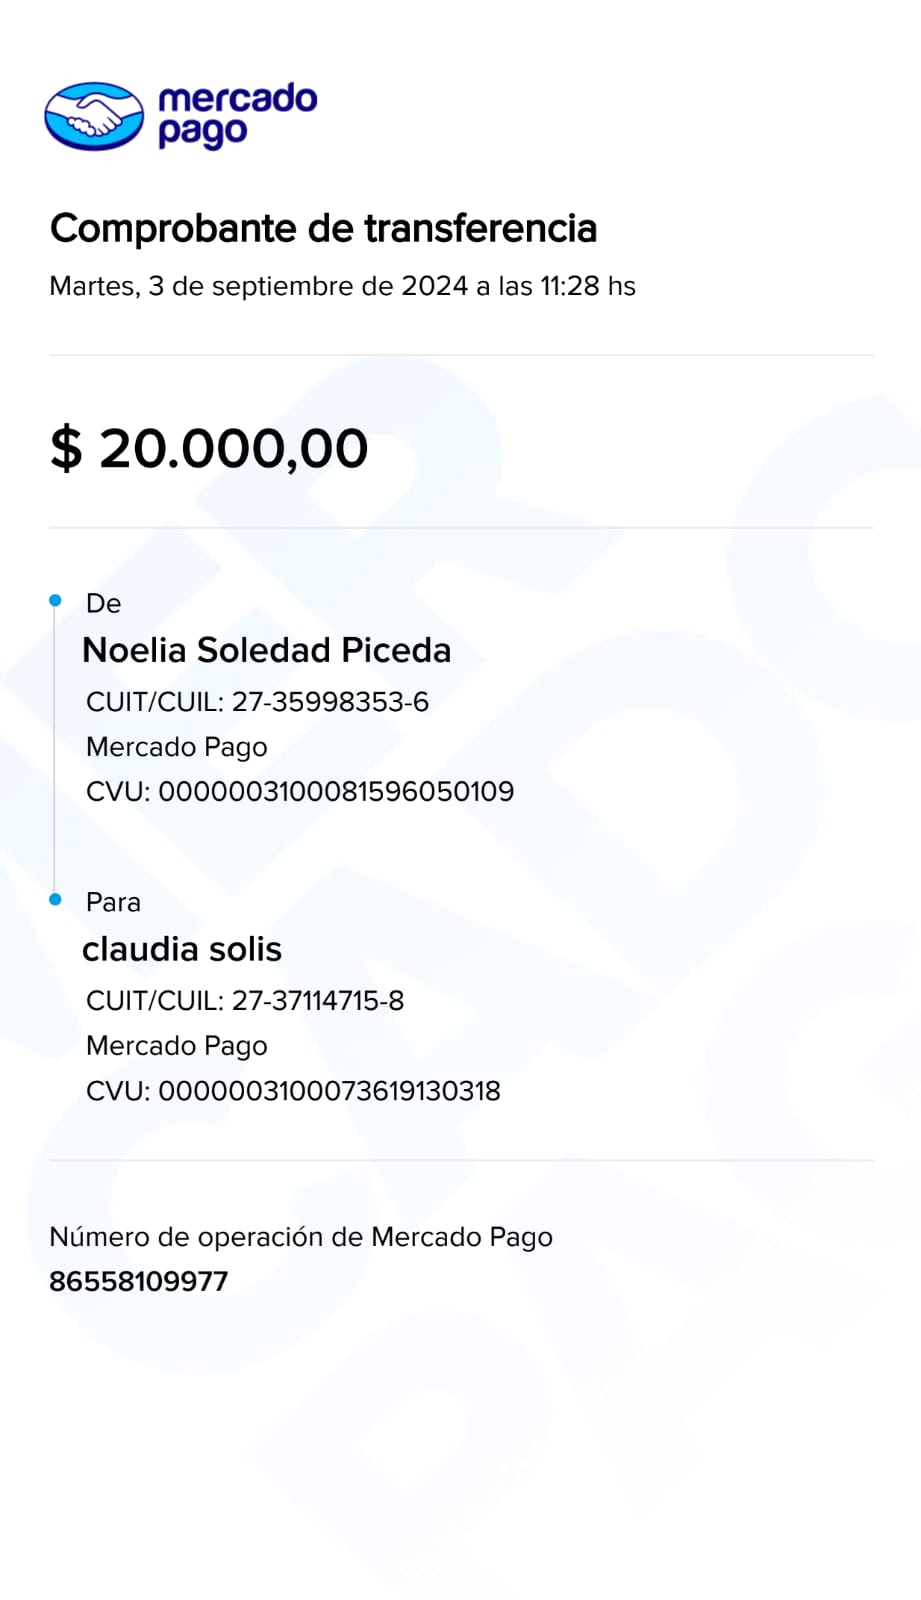 mercado
pago
Comprobante de transferencia
Martes, 3 de septiembre de 2024 a las 11:28 hs
$ 20.000,00
De
Noelia Soledad Piceda
CUIT/CUIL: 27-35998353-6
Mercado Pago
CVU: 0000003100081596050109
Para
claudia solis
CUIT/CUIL: 27-37114715-8
Mercado Pago
CVU: 0000003100073619130318
Número de operación de Mercado Pago
86558109977
MERCADO
PAGO